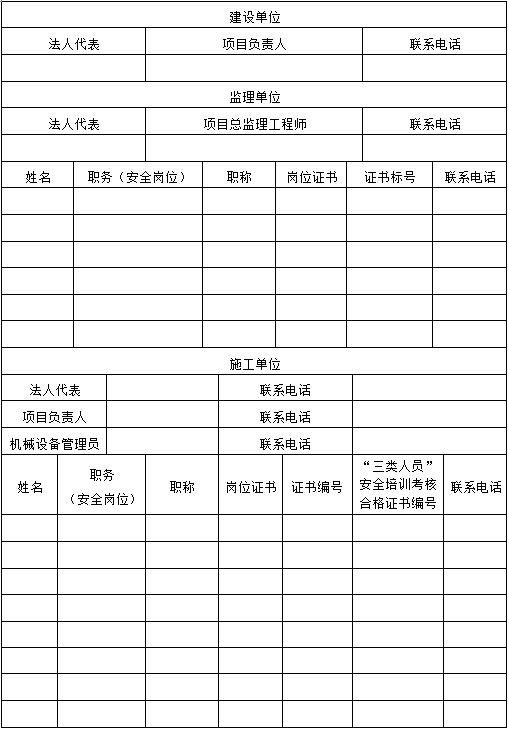 建设单位
法人代表 项目负责人 联系电话
监理单位
法人代表 项目总监理工程师 联系电话
姓名 职务（安全岗位） 职称 岗位证书 证书标号 联系电话
施工单位
法人代表 联系电话
项目负责人 联系电话
机械设备管理员 联系电话
姓名 职务（安全岗位） 职称 岗位证书 证书编号 “三类人员”安全培训考核合格证书编号 联系电话